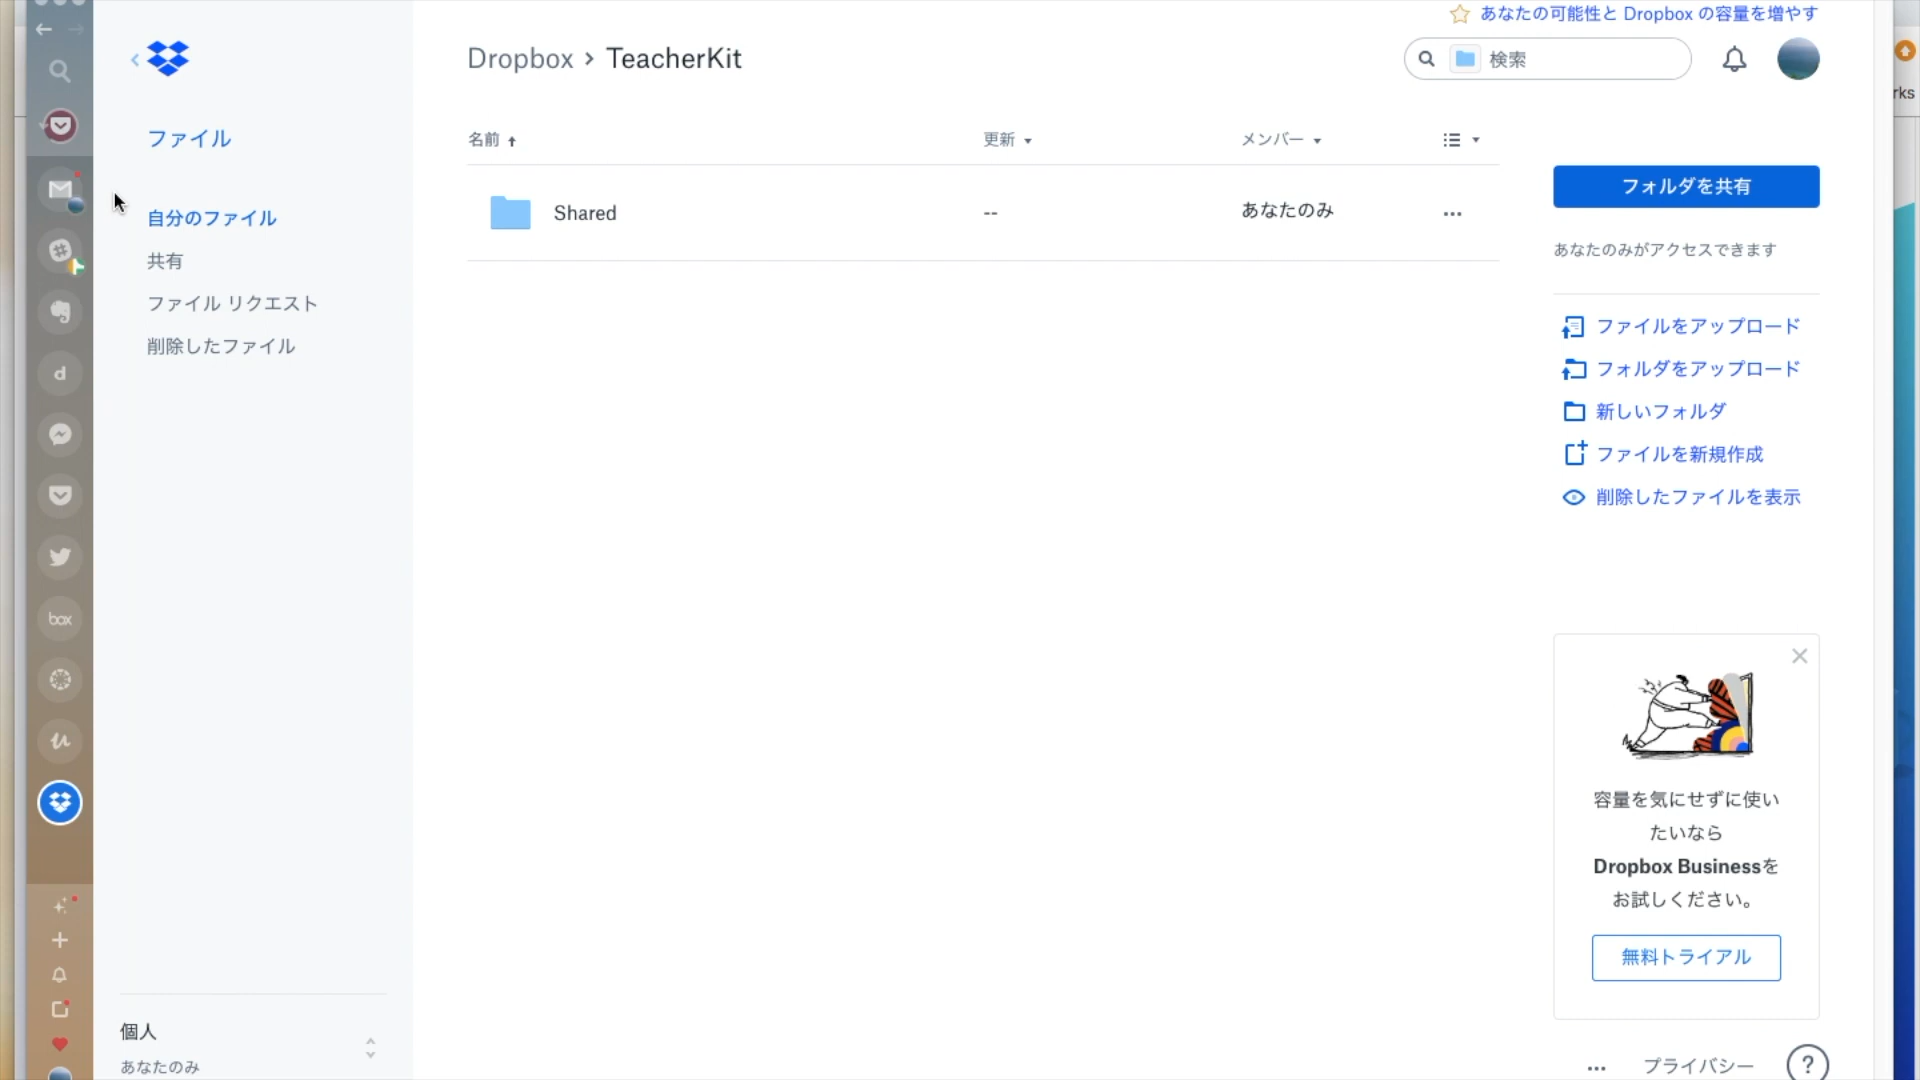 あなたの可能性と Dropbox の容量を増やす
Dropbox › TeacherKit
検索
rks
ファイル
名前
更新
メンバー
フォルダを共有
自分のファイル
Shared
--
あなたのみ
あなたのみがアクセスできます
共有
ファイル リクエスト
削除したファイル
ファイルをアップロード
フォルダをアップロード
新しいフォルダ
ファイルを新規作成
削除したファイルを表示
d
box
容量を気にせずに使い
たいなら
Dropbox Businessを
お試しください。
無料トライアル
個人
あなたのみ
プライバシー
?